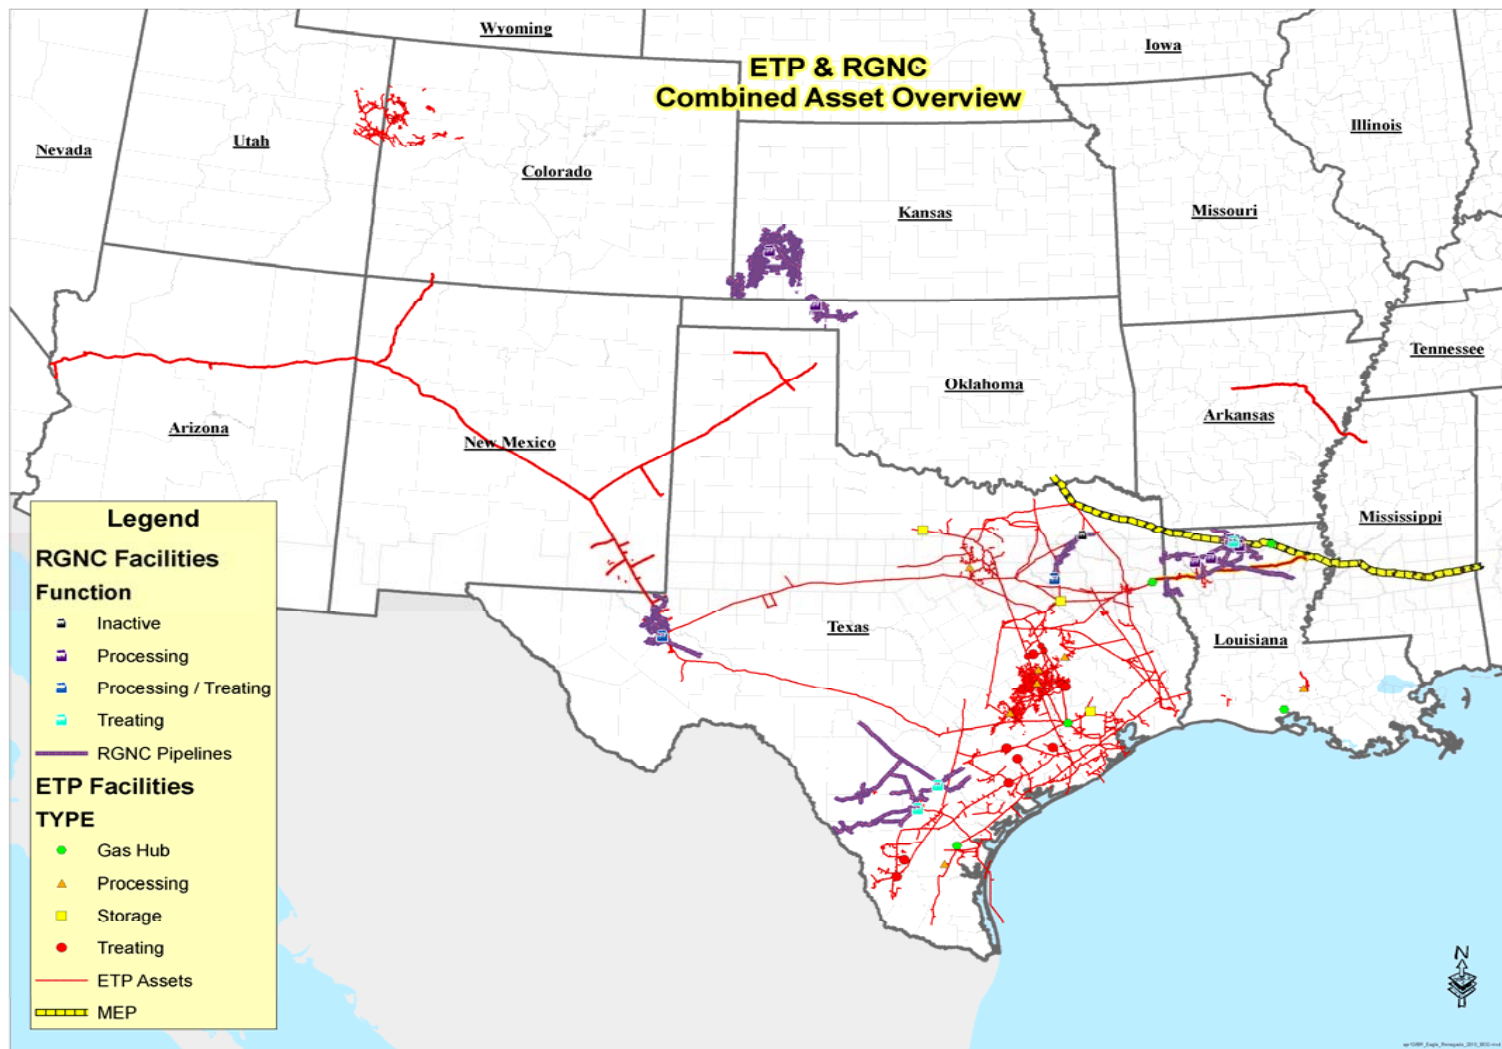 Wyoming
Iowa
ETP & RGNC
Combined Asset Overview
Illinois
Utah
Nevada
Colorado
Missouri
Kansas
Tennessee
Oklahoma
Arkansas
Arizona
New Mexico
Mississippi
Texas
Louisiana
Legend
RGNC Facilities
Function
Inactive
Processing
Processing / Treating
Treating
RGNC Pipelines
ETP Facilities
TYPE
Gas Hub
Processing
Storage
Treating
ETP Assets
MEP
N